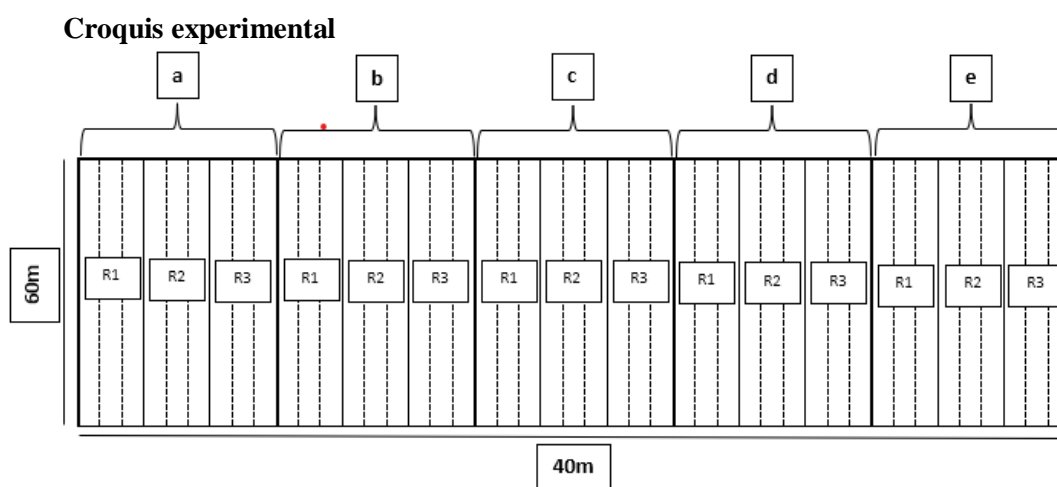 Croquis experimental
a b c d e
60m
R1 R2 R3 R1 R2 R3 R1 R2 R3 R1 R2 R3 R1 R2 R3
40m